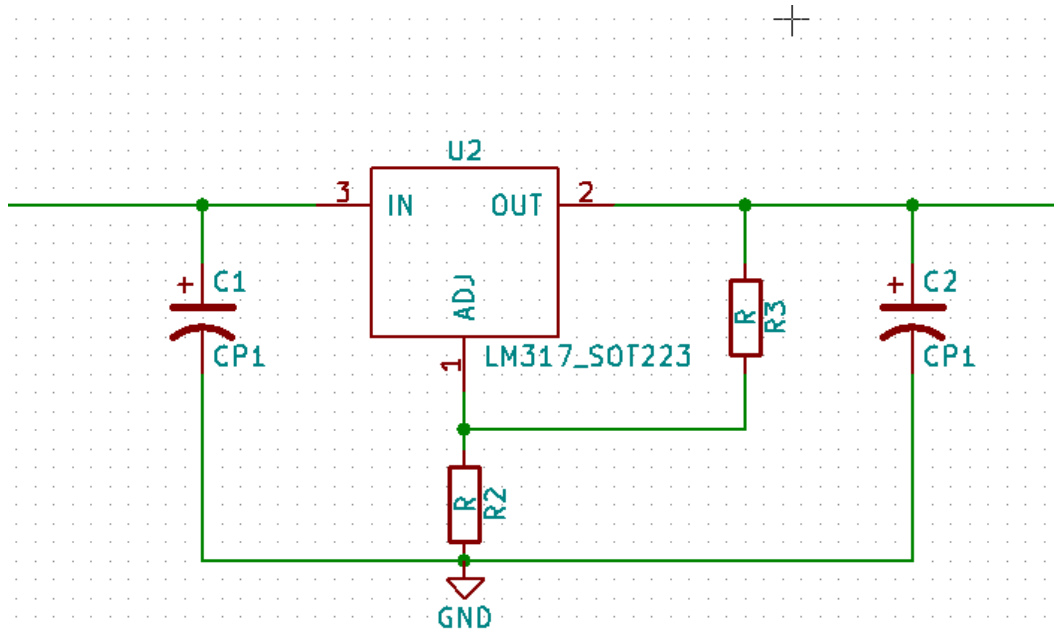 U2
3
IN
OUT
2
ADJ
1
LM317_SOT223
+
C1
CP1
R
R3
+
C2
CP1
R
R2
GND